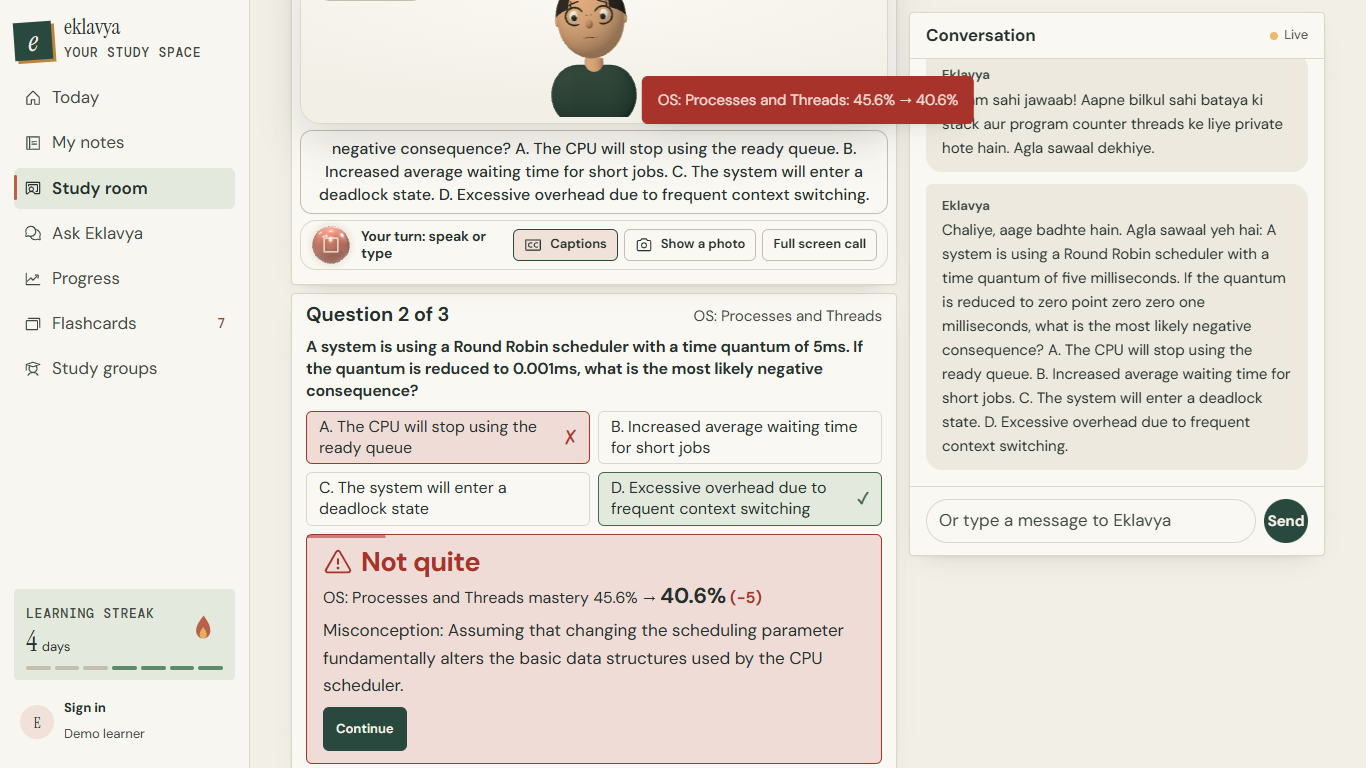 e
eklavya
YOUR STUDY SPACE
Today
My notes
Study room
Ask Eklavya
Progress
Flashcards 7
Study groups
LEARNING STREAK
4 days
E
Sign in
Demo learner
OS: Processes and Threads: 45.6% → 40.6%
negative consequence? A. The CPU will stop using the ready queue. B.
Increased average waiting time for short jobs. C. The system will enter a
deadlock state. D. Excessive overhead due to frequent context switching.
Your turn: speak or
type
CC Captions
Show a photo
Full screen call
Question 2 of 3
OS: Processes and Threads
A system is using a Round Robin scheduler with a time quantum of 5ms. If
the quantum is reduced to 0.001ms, what is the most likely negative
consequence?
A. The CPU will stop using the
ready queue
B. Increased average waiting time
for short jobs
C. The system will enter a
deadlock state
D. Excessive overhead due to
frequent context switching
Not quite
OS: Processes and Threads mastery 45.6% → 40.6% (-5)
Misconception: Assuming that changing the scheduling parameter
fundamentally alters the basic data structures used by the CPU
scheduler.
Continue
Conversation
Live
Eklavya
sahi jawaab! Aapne bilkul sahi bataya ki
stack aur program counter threads ke liye private
hote hain. Agla sawaal dekhiye.
Eklavya
Chaliye, aage badhte hain. Agla sawaal yeh hai: A
system is using a Round Robin scheduler with a
time quantum of five milliseconds. If the quantum
is reduced to zero point zero zero one
milliseconds, what is the most likely negative
consequence? A. The CPU will stop using the
ready queue. B. Increased average waiting time for
short jobs. C. The system will enter a deadlock
state. D. Excessive overhead due to frequent
context switching.
Or type a message to Eklavya
Send